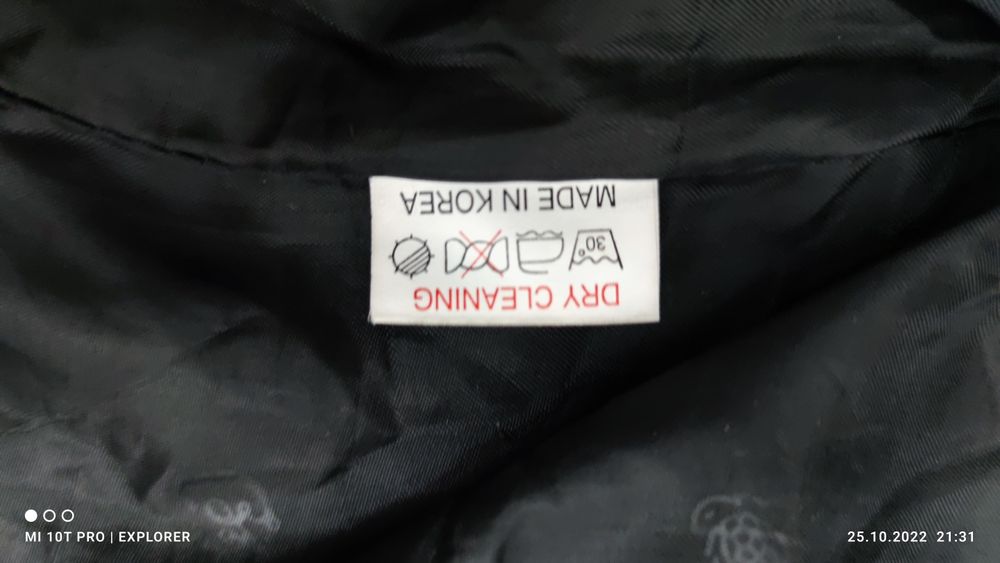 DRY CLEANING
30°
MADE IN KOREA
MI 10T PRO | EXPLORER
25.10.2022 21:31